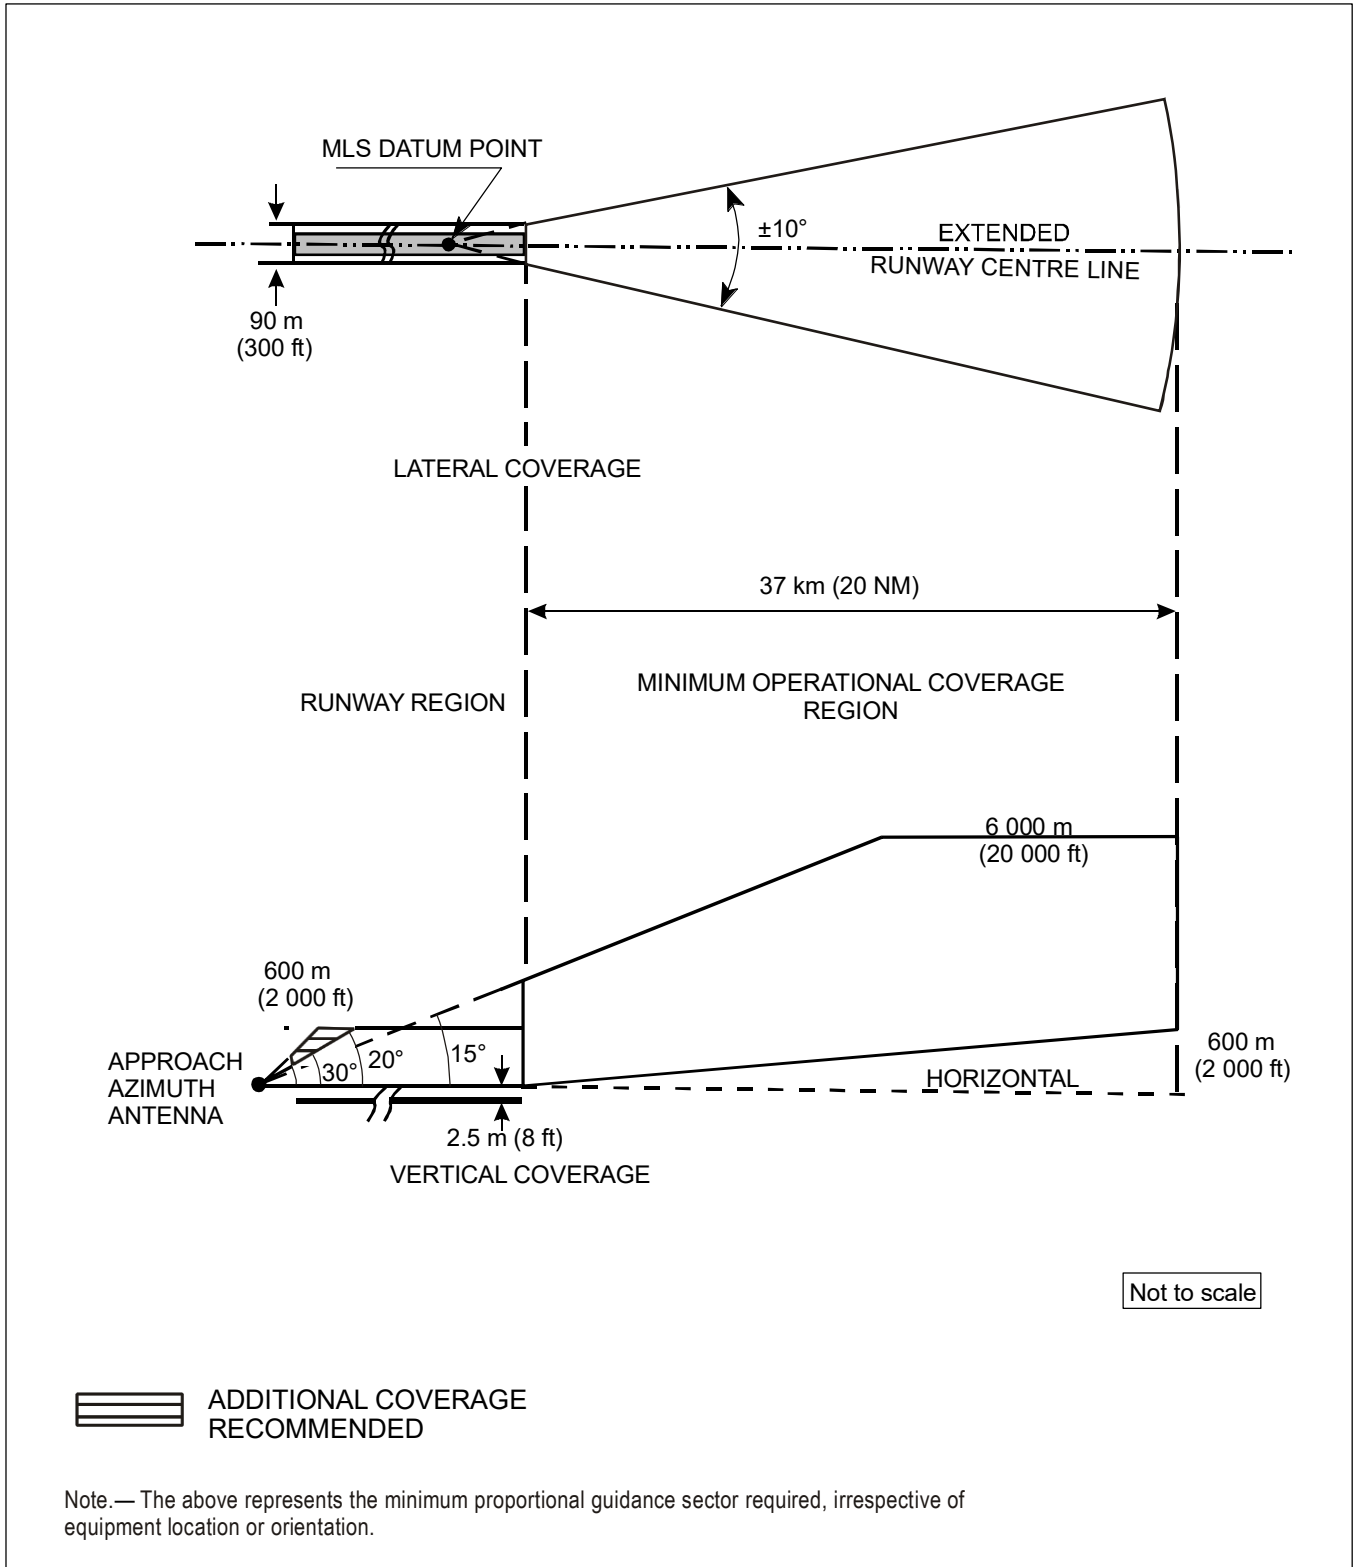 MLS DATUM POINT
±10°
EXTENDED
RUNWAY CENTRE LINE
90 m
(300 ft)
LATERAL COVERAGE
37 km (20 NM)
RUNWAY REGION
MINIMUM OPERATIONAL COVERAGE
REGION
6 000 m
(20 000 ft)
600 m
(2 000 ft)
APPROACH
AZIMUTH
ANTENNA
30°
20°
15°
HORIZONTAL
600 m
(2 000 ft)
2.5 m (8 ft)
VERTICAL COVERAGE
Not to scale
ADDITIONAL COVERAGE
RECOMMENDED
Note.— The above represents the minimum proportional guidance sector required, irrespective of
equipment location or orientation.